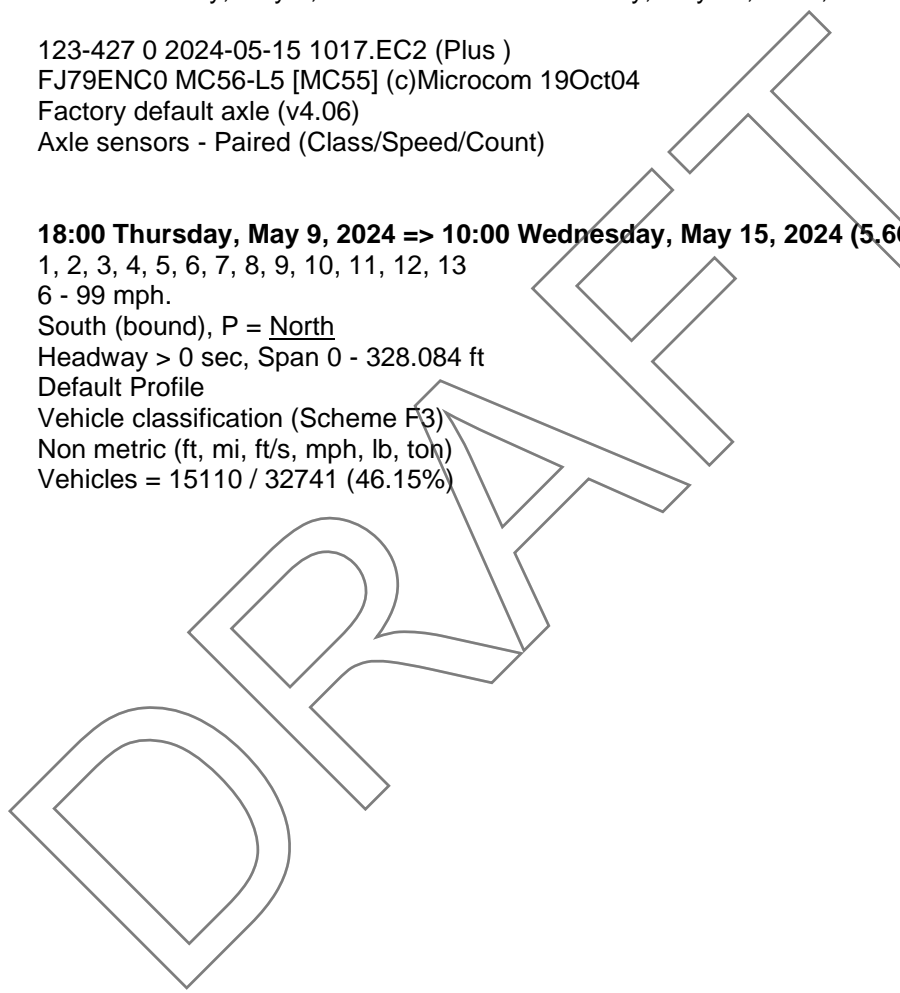 123-427 0 2024-05-15 1017.EC2 (Plus )
FJ79ENC0 MC56-L5 [MC55] (c)Microcom 19Oct04
Factory default axle (v4.06)
Axle sensors - Paired (Class/Speed/Count)
18:00 Thursday, May 9, 2024 => 10:00 Wednesday, May 15, 2024 (5.6
1, 2, 3, 4, 5, 6, 7, 8, 9, 10, 11, 12, 13
6 - 99 mph.
South (bound), P = North
Headway > 0 sec, Span 0 - 328.084 ft
Default Profile
Vehicle classification (Scheme F3)
Non metric (ft, mi, ft/s, mph, lb, ton)
Vehicles = 15110 / 32741 (46.15%)
DRAFT